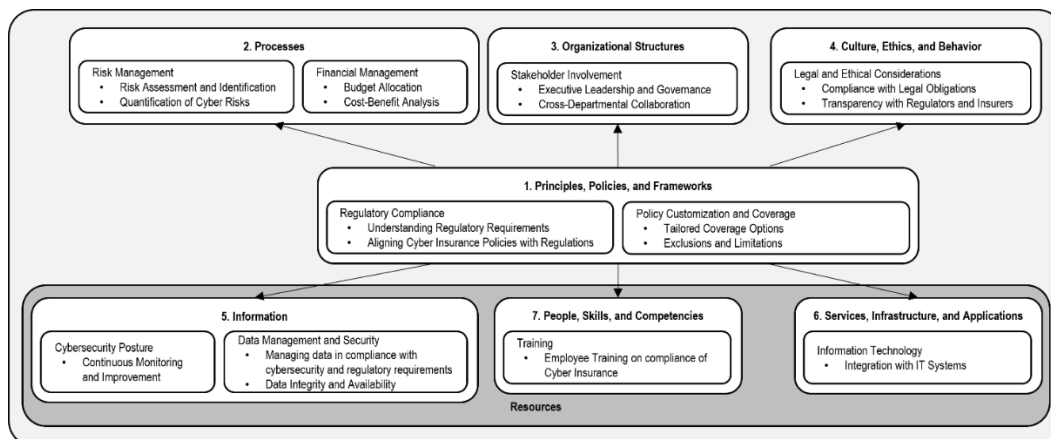 2. Processes
Risk Management
• Risk Assessment and Identification
• Quantification of Cyber Risks
Financial Management
• Budget Allocation
• Cost-Benefit Analysis
3. Organizational Structures
Stakeholder Involvement
• Executive Leadership and Governance
• Cross-Departmental Collaboration
4. Culture, Ethics, and Behavior
Legal and Ethical Considerations
• Compliance with Legal Obligations
• Transparency with Regulators and Insurers
1. Principles, Policies, and Frameworks
Regulatory Compliance
• Understanding Regulatory Requirements
• Aligning Cyber Insurance Policies with Regulations
Policy Customization and Coverage
• Tailored Coverage Options
• Exclusions and Limitations
5. Information
Cybersecurity Posture
• Continuous Monitoring
and Improvement
Data Management and Security
• Managing data in compliance with
cybersecurity and regulatory requirements
• Data Integrity and Availability
7. People, Skills, and Competencies
Training
• Employee Training on compliance of
Cyber Insurance
6. Services, Infrastructure, and Applications
Information Technology
• Integration with IT Systems
Resources